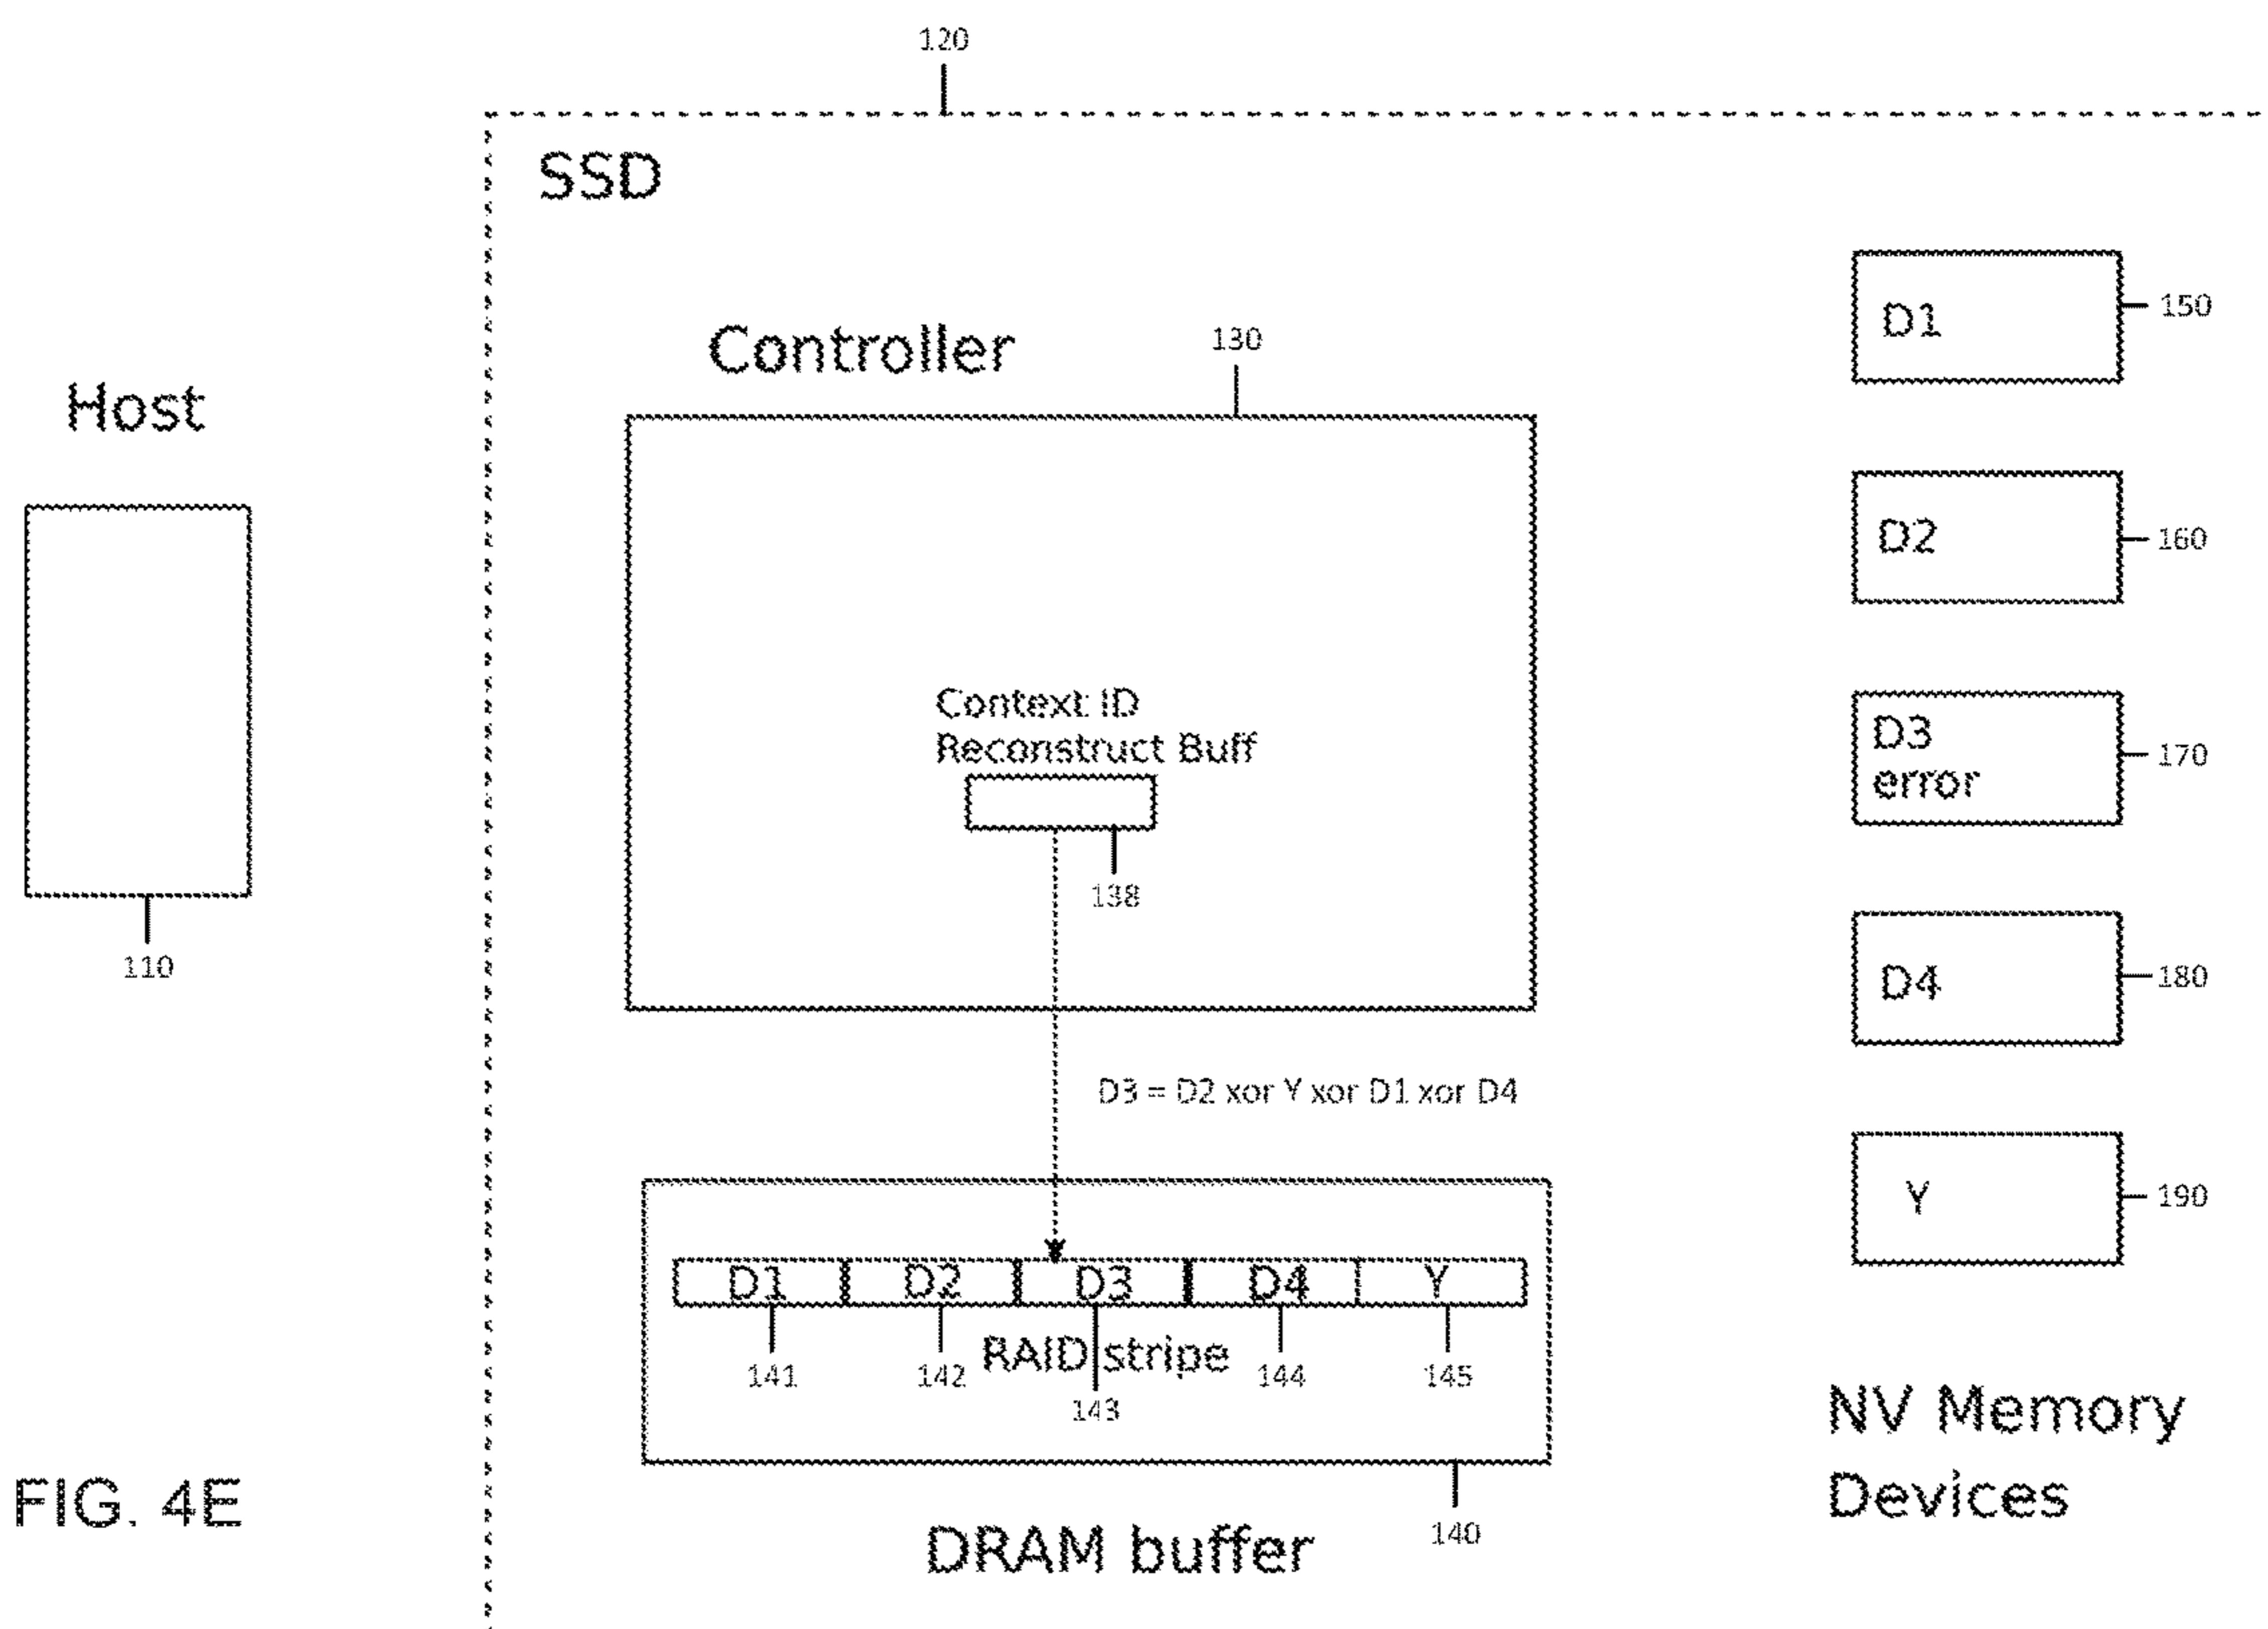 120
SSD
150
D1
Controller
130
Host
160
D2
Context ID
Reconstruct Buff
D3
error
170
138
110
180
D4
D3 = D2 xor Y xor D1 xor D4
190
Y
D1
D2
D3
D4
Y
RAID stripe
141
142
143
144
145
NV Memory
Devices
FIG. 4E
140
DRAM buffer